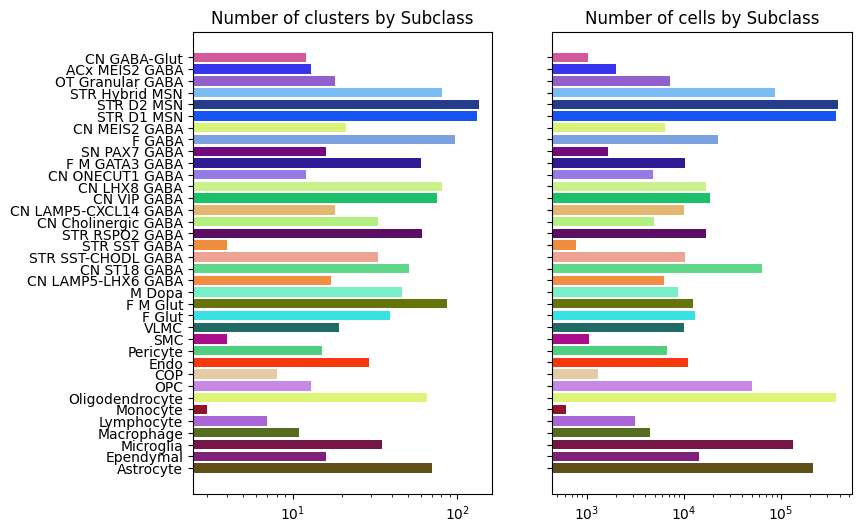 Number of clusters by Subclass
Number of cells by Subclass
CN GABA-Glut
ACx MEIS2 GABA
OT Granular GABA
STR Hybrid MSN
STR D2 MSN
STR D1 MSN
CN MEIS2 GABA
F GABA
SN PAX7 GABA
F M GATA3 GABA
CN ONECUT1 GABA
CN LHX8 GABA
CN VIP GABA
CN LAMP5-CXCL14 GABA
CN Cholinergic GABA
STR RSPO2 GABA
STR SST GABA
STR SST-CHODL GABA
CN ST18 GABA
CN LAMP5-LHX6 GABA
M Dopa
F M Glut
F Glut
VLMC
SMC
Pericyte
Endo
COP
OPC
Oligodendrocyte
Monocyte
Lymphocyte
Macrophage
Microglia
Ependymal
Astrocyte
10¹ 10²
10³ 10⁴ 10⁵